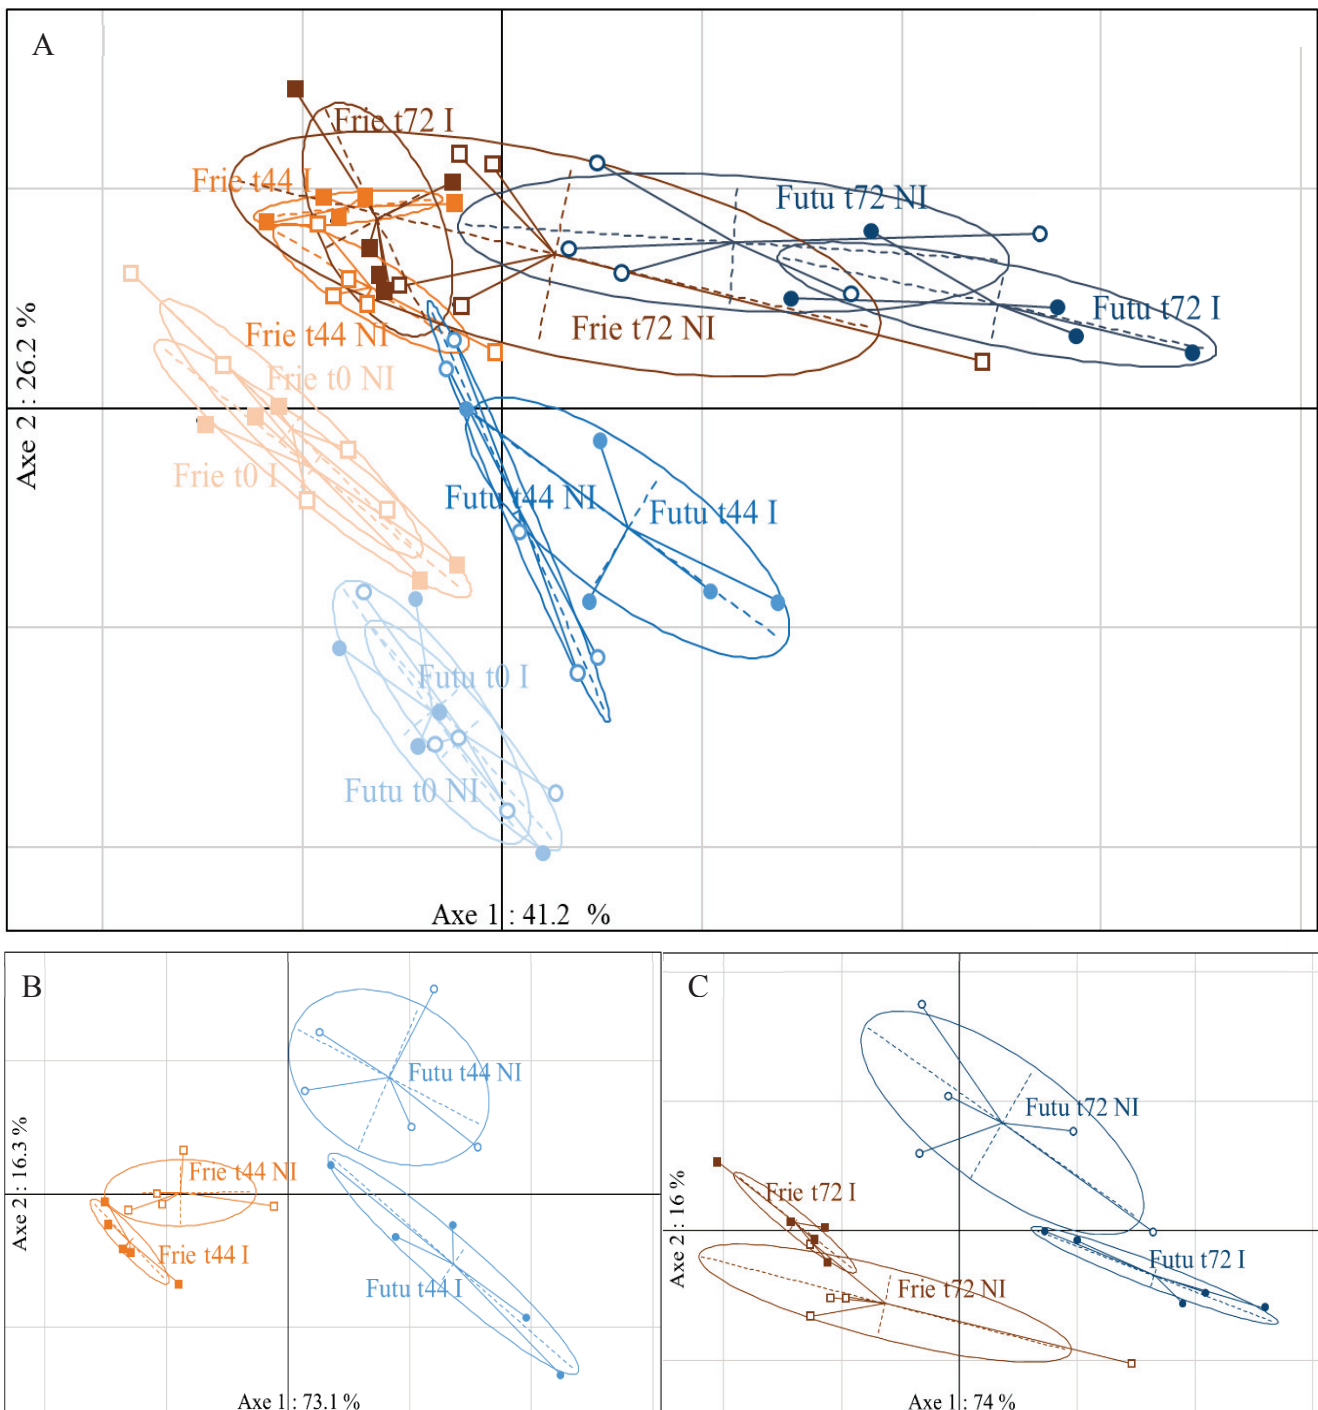 A
Frie t72 I
Frie t44 I
Futu t72 NI
Futu t72 I
Frie t72 NI
Frie t44 NI
Frie t0 NI
Frie t0 I
Futu t44 NI
Futu t44 I
Futu t0 I
Futu t0 NI
Axe 2 : 26.2 %
Axe 1 : 41.2 %
B
Futu t44 NI
Frie t44 NI
Frie t44 I
Futu t44 I
Axe 2 : 16.3 %
Axe 1 : 73.1 %
C
Futu t72 NI
Frie t72 I
Futu t72 I
Frie t72 NI
Axe 2 : 16 %
Axe 1 : 74 %